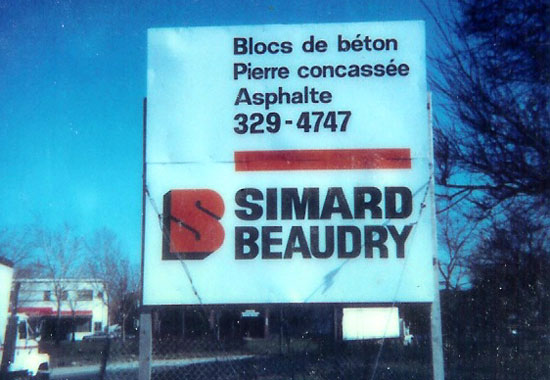 Blocs de béton
Pierre concassée
Asphalte
329-4747
SIMARD
BEAUDRY